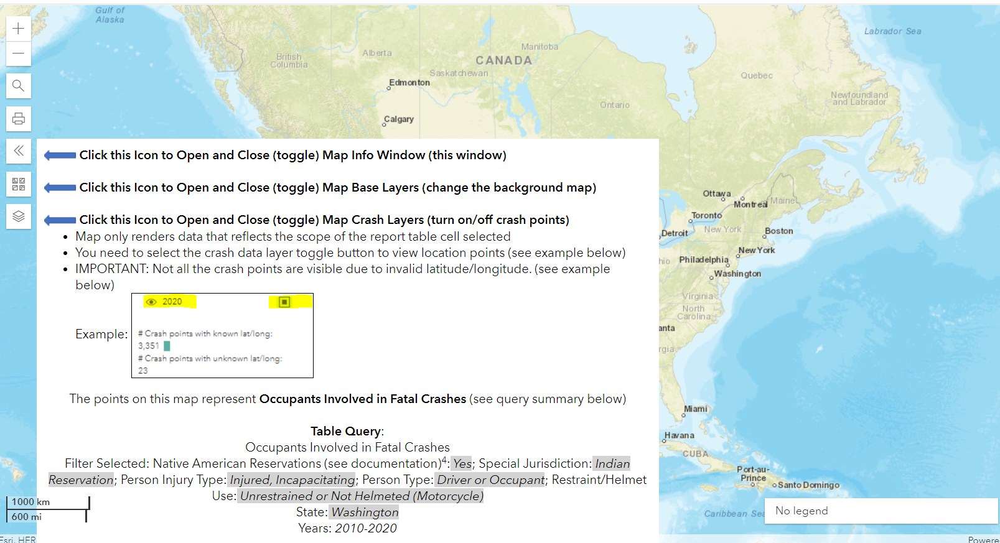 Gulf of
Alaska
Labrador Sea
British
Columbia
Alberta
Manitoba
CANADA
Saskatchewan
Edmonton
Calgary
Ontario
Quebec
Newfoundland
and Labrador
Click this Icon to Open and Close (toggle) Map Info Window (this window)
Click this Icon to Open and Close (toggle) Map Base Layers (change the background map)
Click this Icon to Open and Close (toggle) Map Crash Layers (turn on/off crash points)
• Map only renders data that reflects the scope of the report table cell selected
• You need to select the crash data layer toggle button to view location points (see example below)
• IMPORTANT: Not all the crash points are visible due to invalid latitude/longitude. (see example
below)
2020
Example:
# Crash points with known lat/long:
3,351
# Crash points with unknown lat/long:
23
The points on this map represent Occupants Involved in Fatal Crashes (see query summary below)
Table Query:
Occupants Involved in Fatal Crashes
Filter Selected: Native American Reservations (see documentation)⁴: Yes; Special Jurisdiction: Indian
Reservation; Person Injury Type: Injured, Incapacitating; Person Type: Driver or Occupant; Restraint/Helmet
Use: Unrestrained or Not Helmeted (Motorcycle)
State: Washington
Years: 2010-2020
Ottawa
Montreal
Maine
Toronto
Detroit
New York
Boston
New York
hio
Philadelphia
Washington
Virginia
North
Carolina
anta
rgia
Miami
Havana
CUBA
Port-au-
Prince
Santo Domingo
Caribbean Sea
No legend
1000 km
600 mi
Esri, HER
Powere